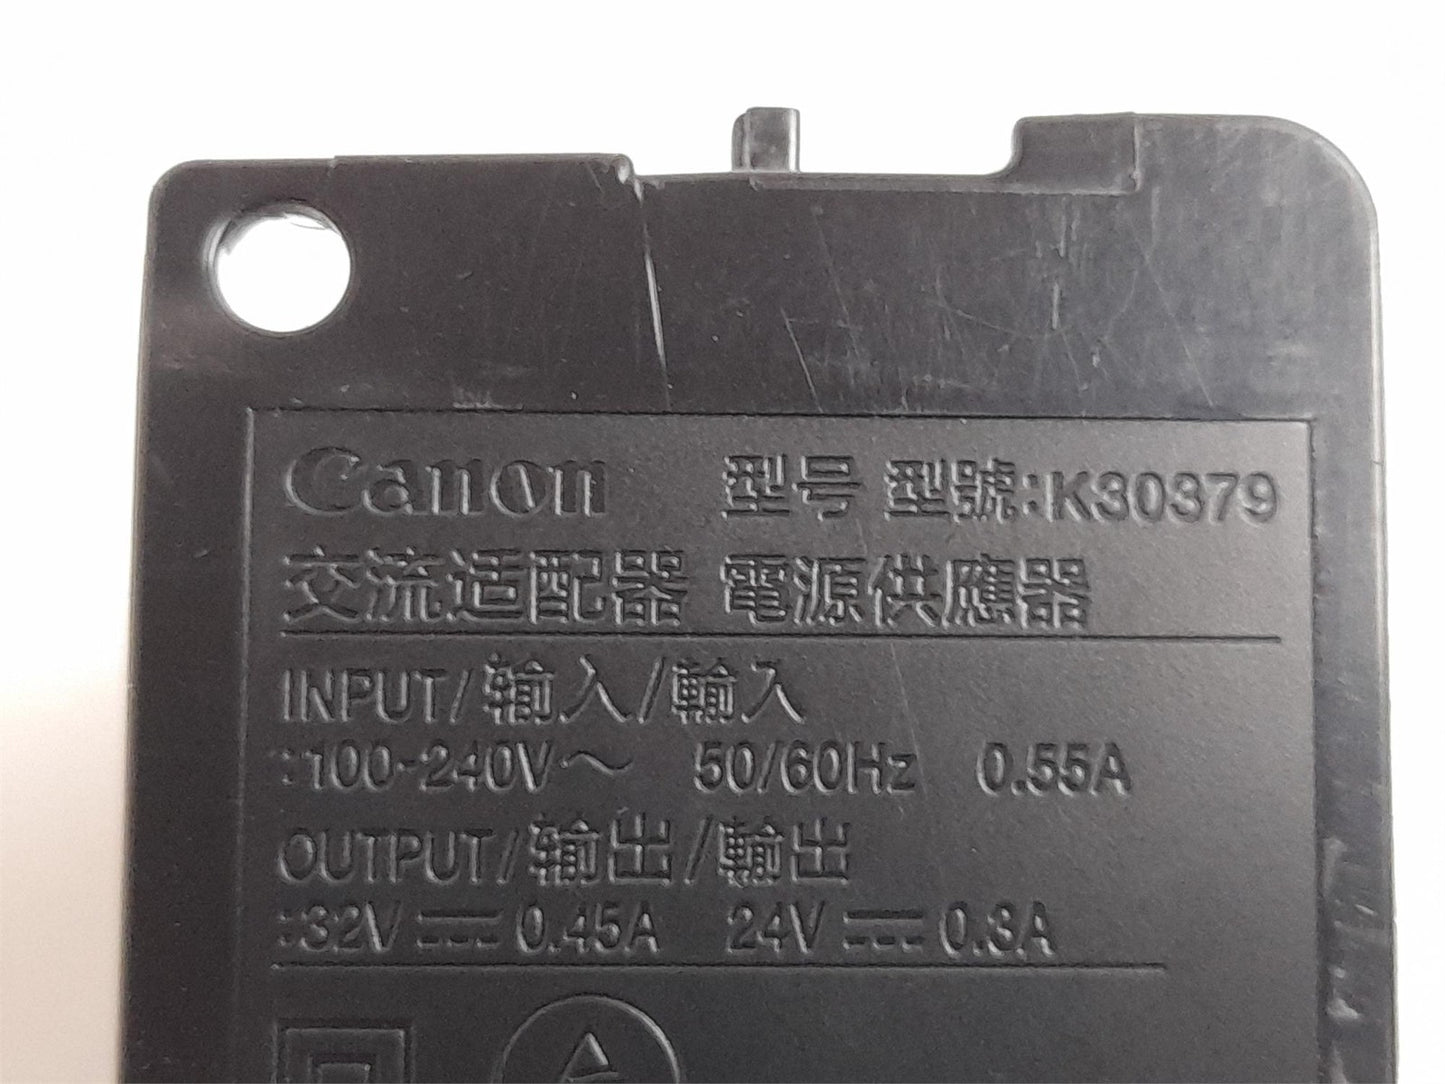 Canon 型号 型號:K30379
交流适配器 電源供應器
INPUT/输入/輸入
:100-240V～ 50/60Hz 0.55A
OUTPUT/输出/輸出
:32V⎓0.45A 24V⎓0.3A